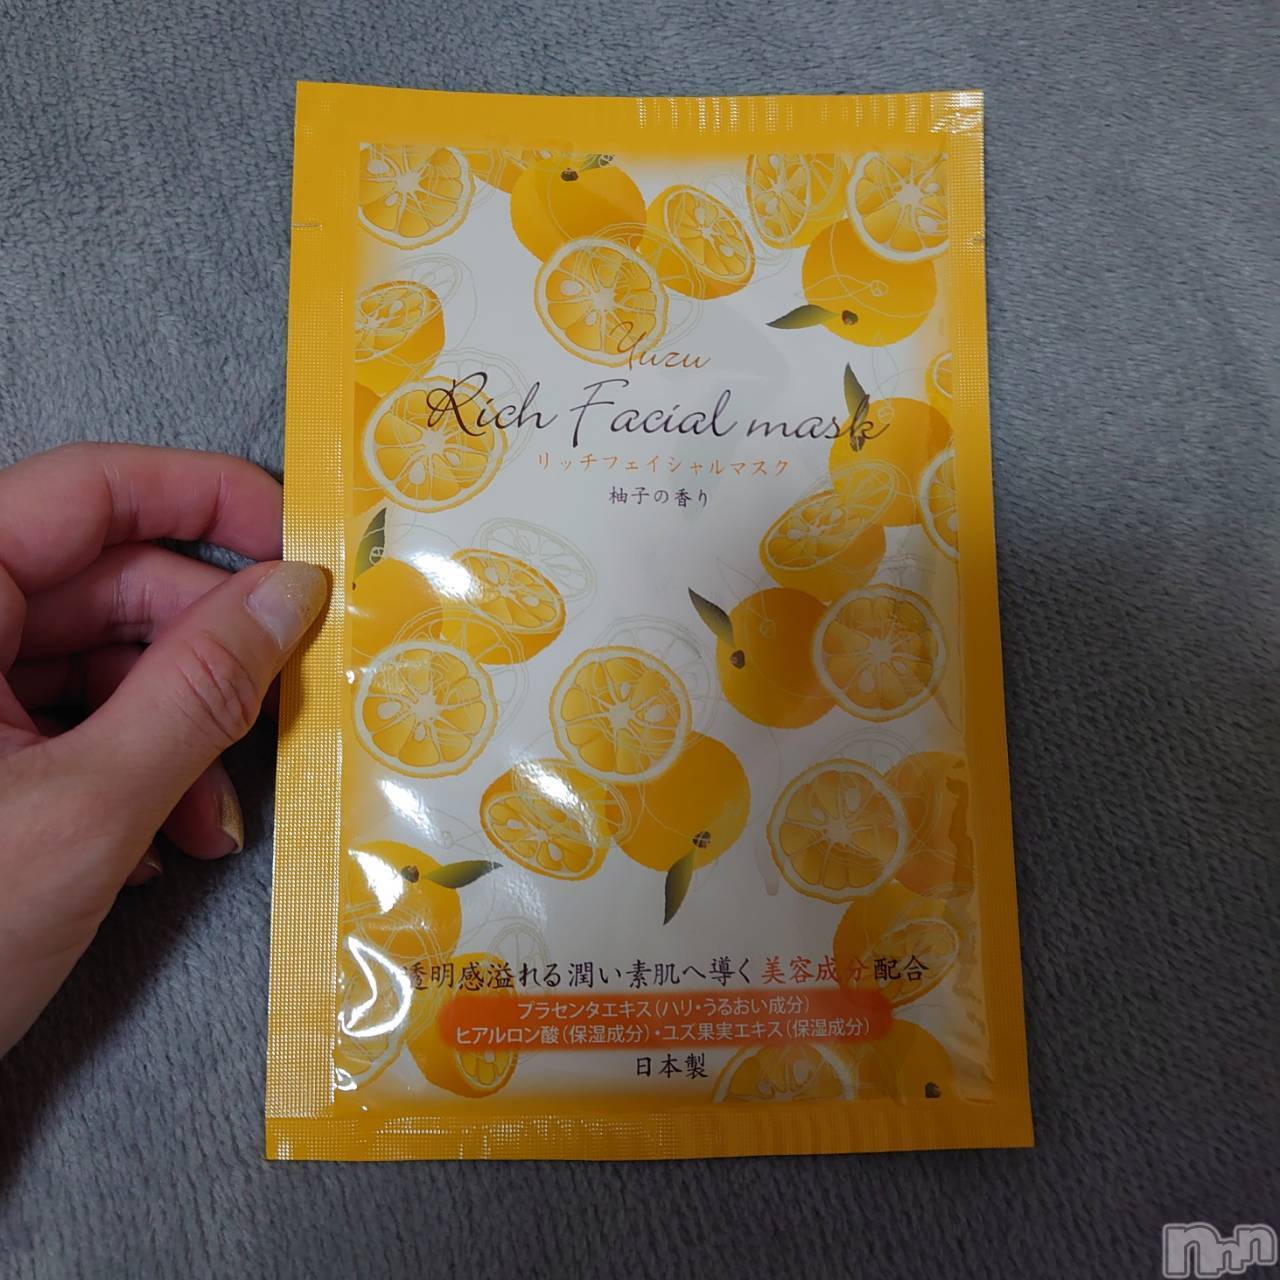 Yuzu
Rich Facial mask
リッチフェイシャルマスク
柚子の香り
透明感溢れる潤い素肌へ導く 美容成分配合
プラセンタエキス(ハリ・うるおい成分)
ヒアルロン酸(保湿成分)・ユズ果実エキス(保湿成分)
日本製
nnn